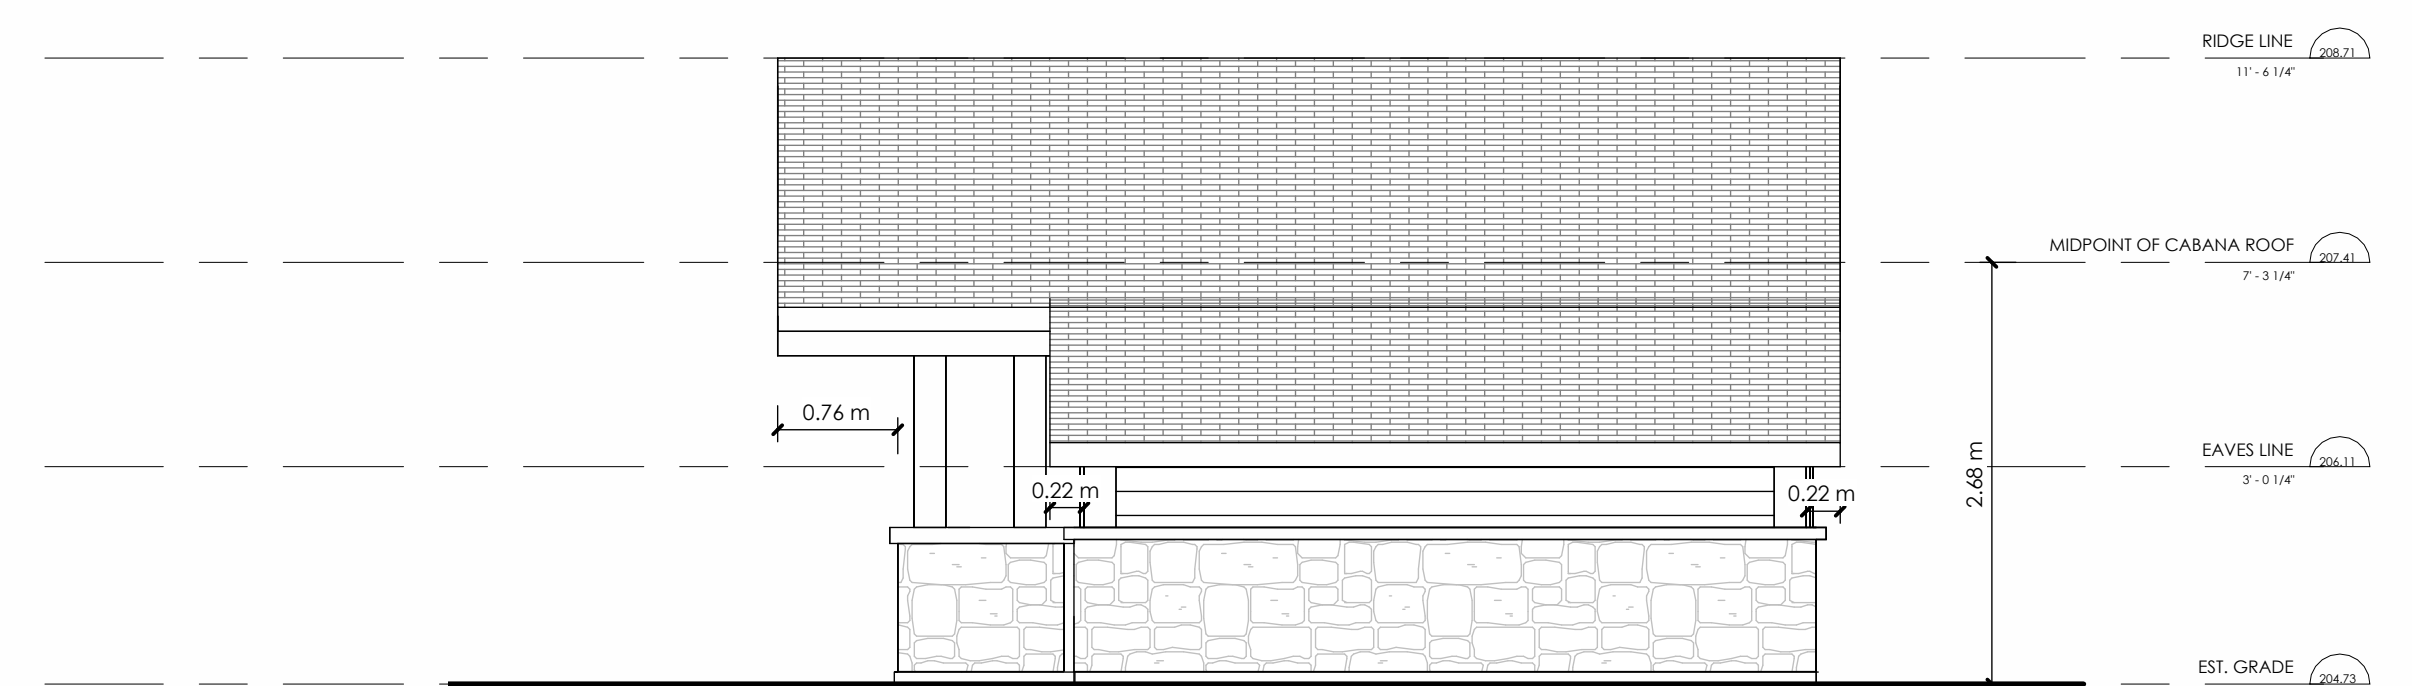 RIDGE LINE
208.71
11' - 6 1/4"
MIDPOINT OF CABANA ROOF
207.41
7' - 3 1/4"
0.76 m
EAVES LINE
206.11
3' - 0 1/4"
2.68 m
0.22 m
0.22 m
EST. GRADE
204.73